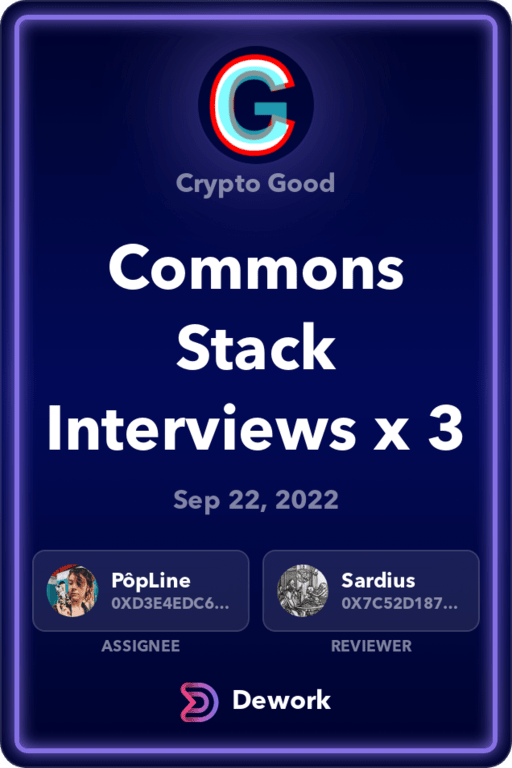 Crypto Good
Commons
Stack
Interviews x 3
Sep 22, 2022
PôpLine
0XD3E4EDC6...
ASSIGNEE
Sardius
0X7C52D187...
REVIEWER
Dework